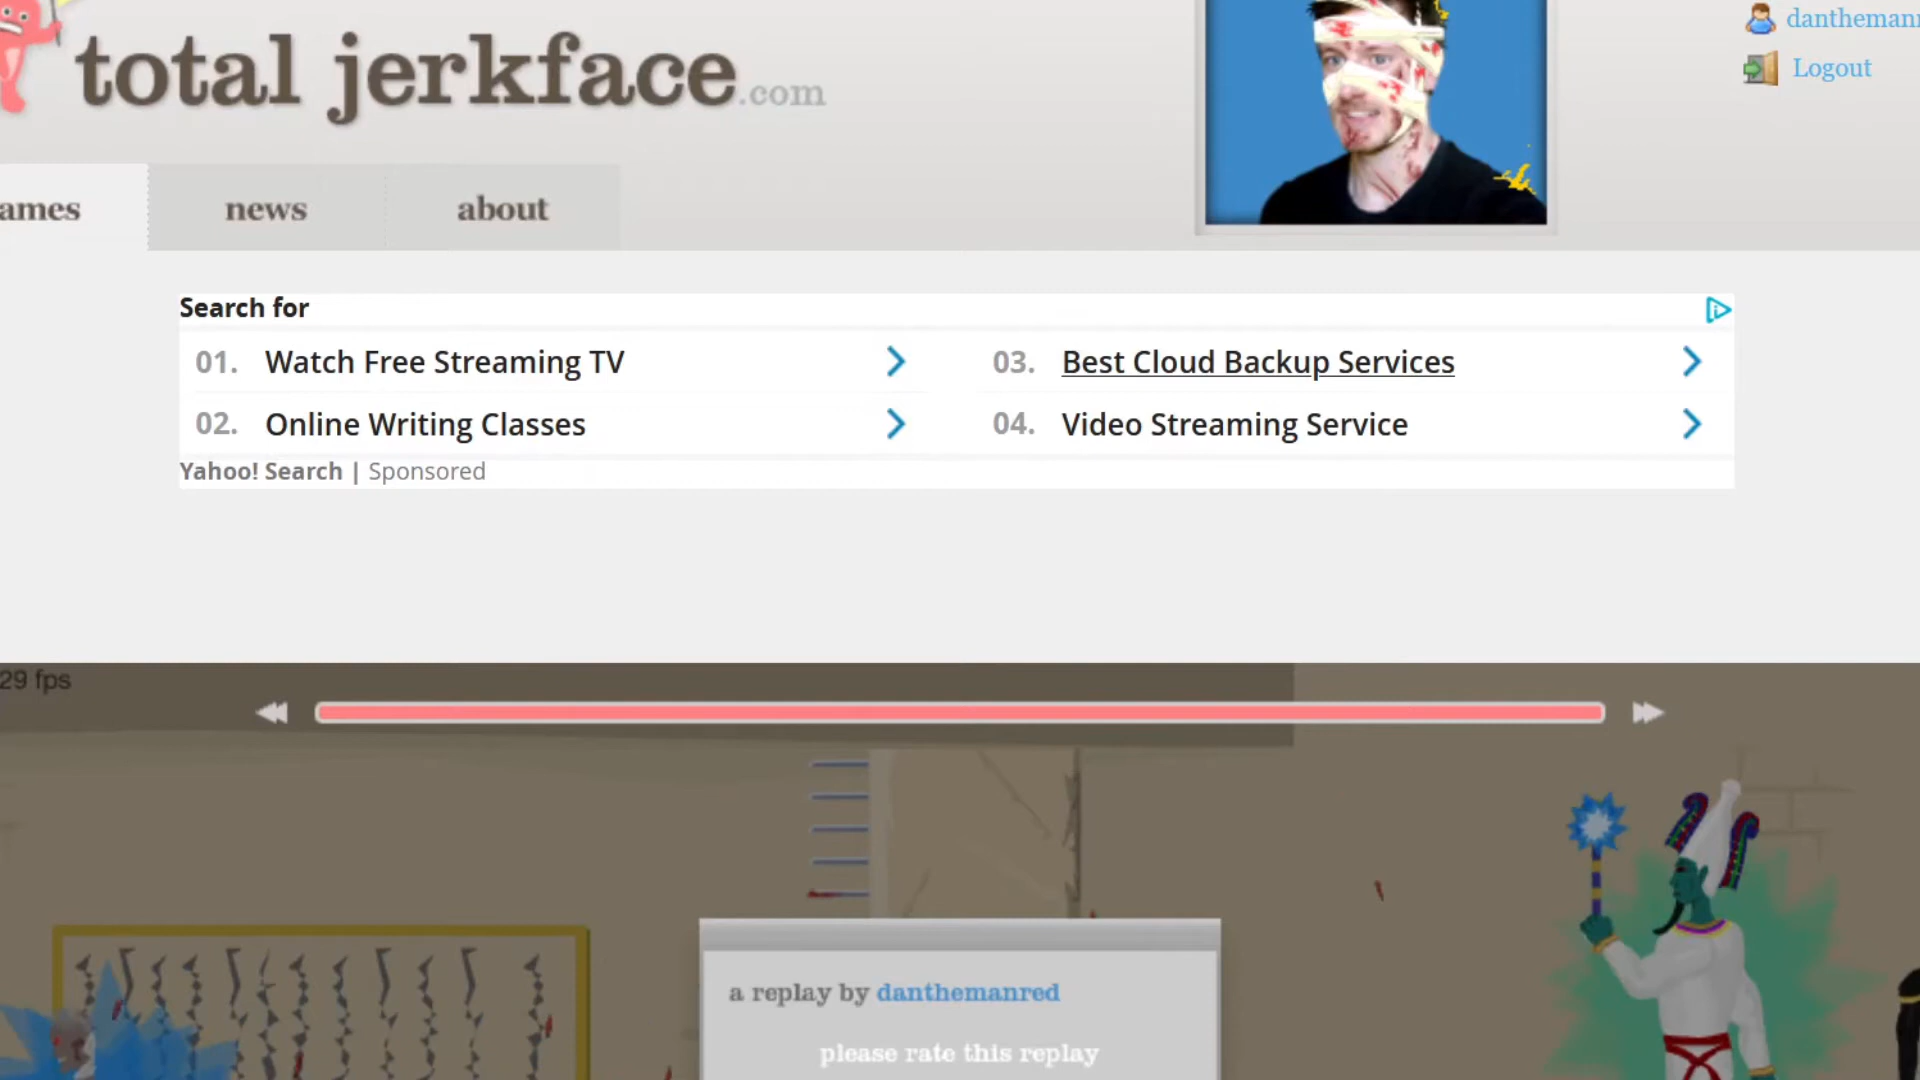 total jerkface.com
danthemanr
Logout
ames
news
about
Search for
01. Watch Free Streaming TV
03. Best Cloud Backup Services
02. Online Writing Classes
04. Video Streaming Service
Yahoo! Search | Sponsored
29 fps
a replay by danthemanred
please rate this replay